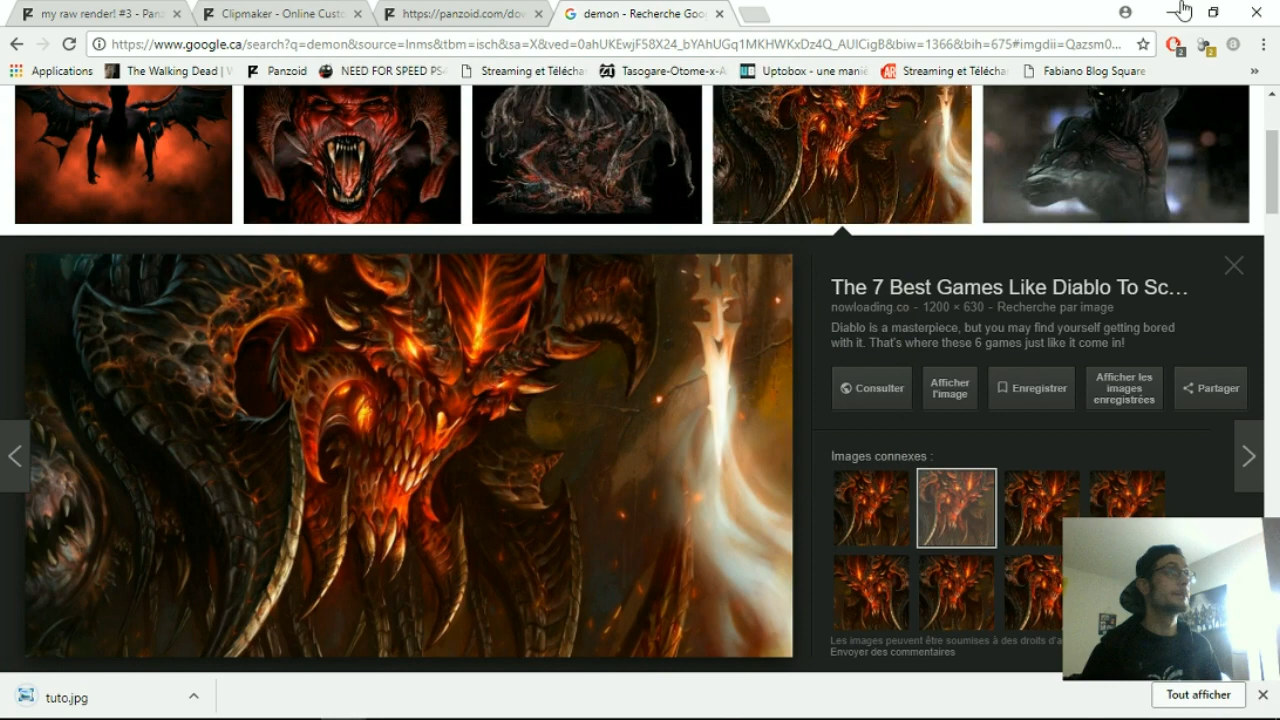 my raw render! #3 - Panz
Clipmaker - Online Custo
https://panzoid.com/dov
demon - Recherche Goo
https://www.google.ca/search?q=demon&source=lnms&tbm=isch&sa=X&ved=0ahUKEwjF58X24_bYAhUGq1MKHWKxDz4Q_AUICigB&biw=1366&bih=675#imgdii=Qazsm0...
2
2
Applications
The Walking Dead | V
Panzoid
NEED FOR SPEED PS4
Streaming et Télécha
Tasogare-Otome-x-A
Uptobox - une mani
Streaming et Télécha
Fabiano Blog Square
»
The 7 Best Games Like Diablo To Sc...
nowloading.co - 1200 × 630 - Recherche par image
Diablo is a masterpiece, but you may find yourself getting bored
with it. That's where these 6 games just like it come in!
Consulter
Afficher
l'image
Enregistrer
Afficher les
images
enregistrées
Partager
Images connexes :
Les images peuvent être soumises à des droits d'a
Envoyer des commentaires
tuto.jpg
Tout afficher